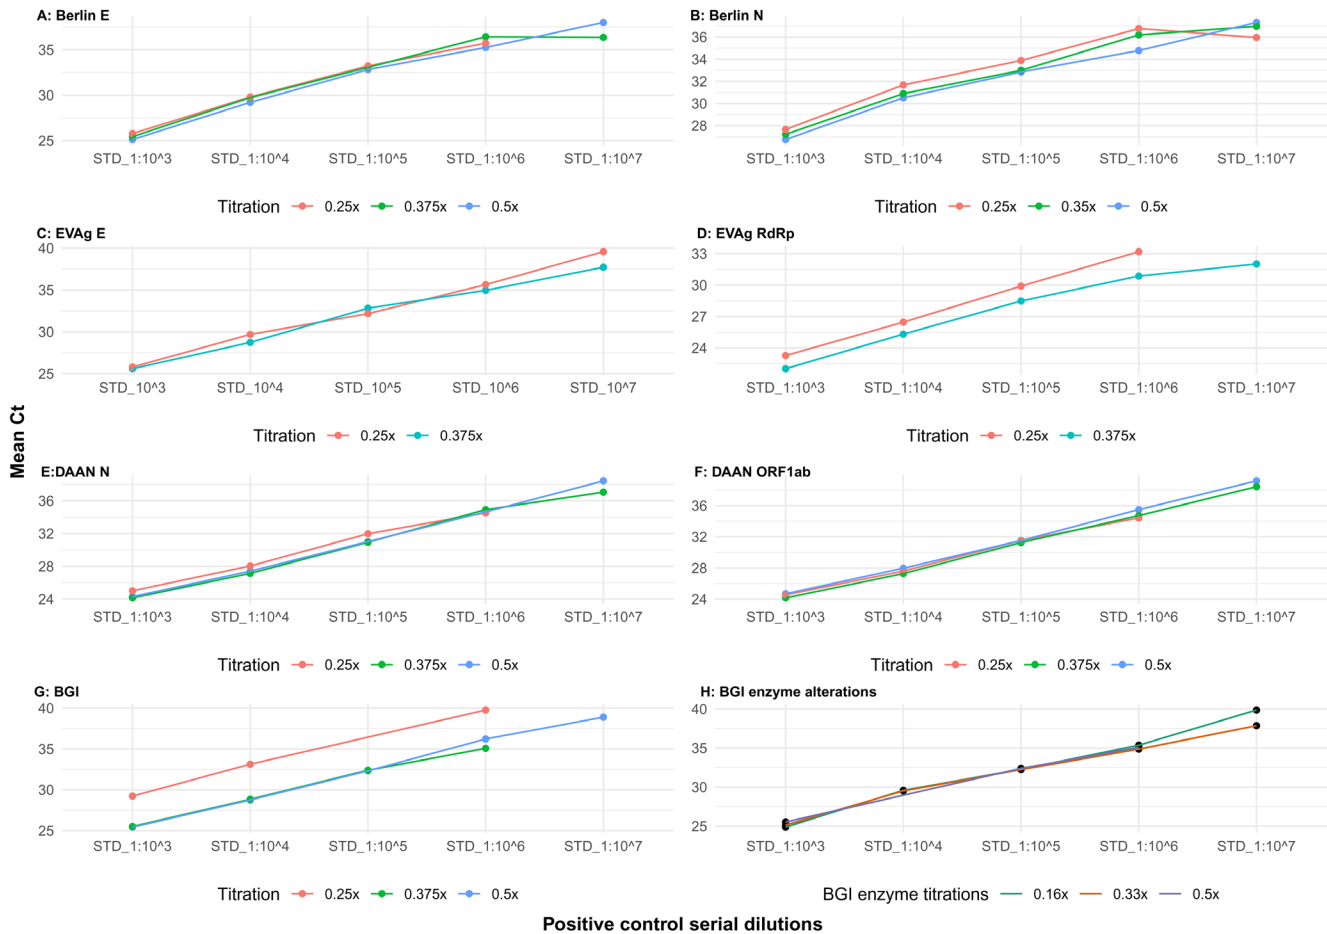 A: Berlin E
35
30
25
STD_1:10^3 STD_1:10^4 STD_1:10^5 STD_1:10^6 STD_1:10^7
Titration 0.25x 0.375x 0.5x
B: Berlin N
36
34
32
30
28
STD_1:10^3 STD_1:10^4 STD_1:10^5 STD_1:10^6 STD_1:10^7
Titration 0.25x 0.35x 0.5x
C: EVAg E
40
35
30
25
STD_10^3 STD_10^4 STD_10^5 STD_10^6 STD_10^7
Titration 0.25x 0.375x
D: EVAg RdRp
33
30
27
24
STD_1:10^3 STD_1:10^4 STD_1:10^5 STD_1:10^6 STD_1:10^7
Titration 0.25x 0.375x
Mean Ct
E:DAAN N
36
32
28
24
STD_1:10^3 STD_1:10^4 STD_1:10^5 STD_1:10^6 STD_1:10^7
Titration 0.25x 0.375x 0.5x
F: DAAN ORF1ab
36
32
28
24
STD_1:10^3 STD_1:10^4 STD_1:10^5 STD_1:10^6 STD_1:10^7
Titration 0.25x 0.375x 0.5x
G: BGI
40
35
30
25
STD_1:10^3 STD_1:10^4 STD_1:10^5 STD_1:10^6 STD_1:10^7
Titration 0.25x 0.375x 0.5x
H: BGI enzyme alterations
40
35
30
25
STD_1:10^3 STD_1:10^4 STD_1:10^5 STD_1:10^6 STD_1:10^7
BGI enzyme titrations 0.16x 0.33x 0.5x
Positive control serial dilutions